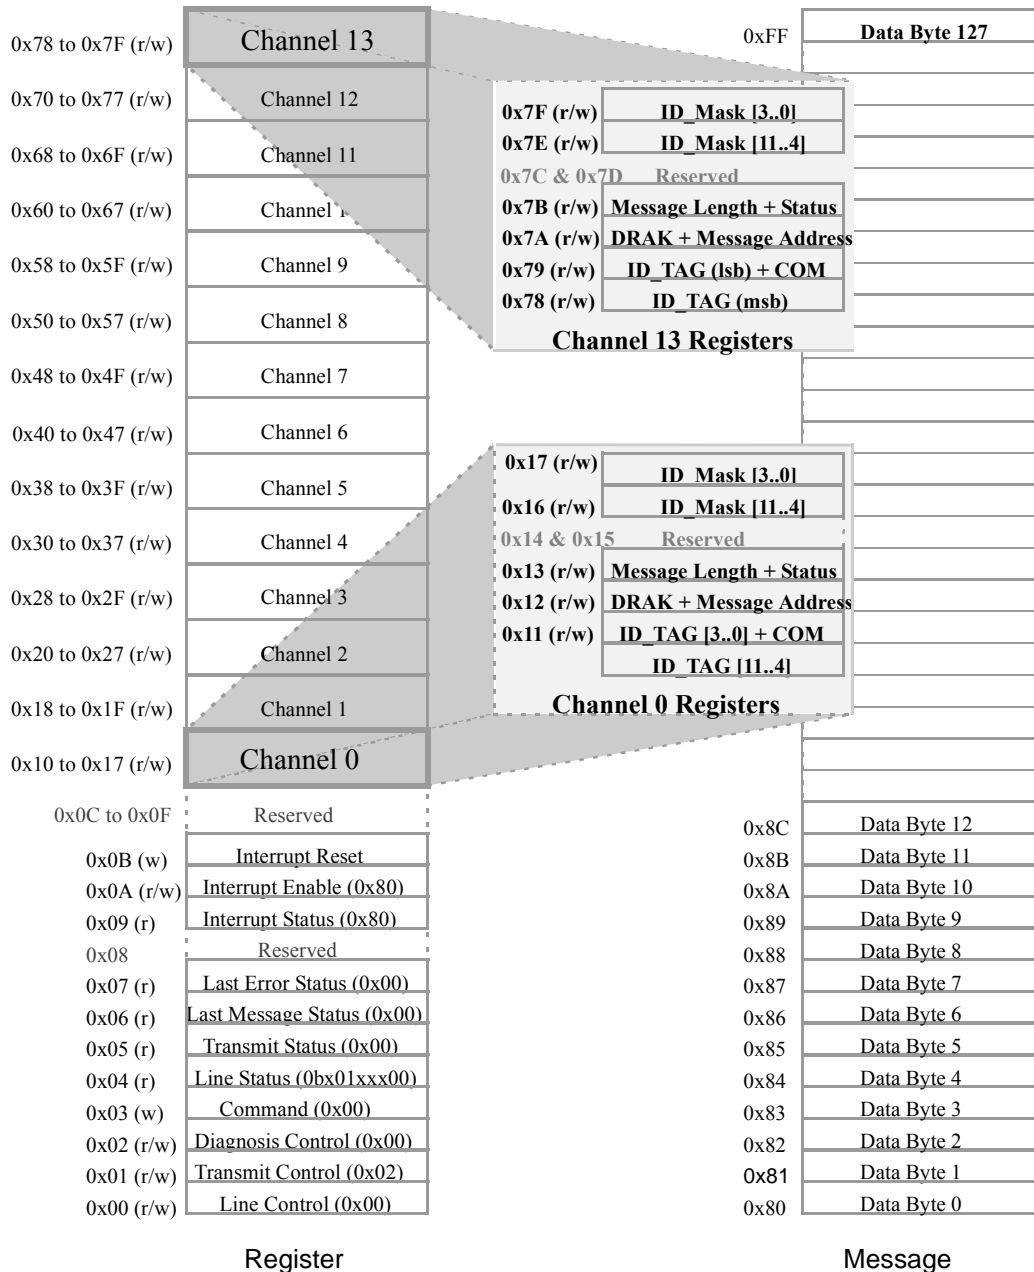 0x78 to 0x7F (r/w) Channel 13
0x70 to 0x77 (r/w) Channel 12
0x68 to 0x6F (r/w) Channel 11
0x60 to 0x67 (r/w) Channel 1
0x58 to 0x5F (r/w) Channel 9
0x50 to 0x57 (r/w) Channel 8
0x48 to 0x4F (r/w) Channel 7
0x40 to 0x47 (r/w) Channel 6
0x38 to 0x3F (r/w) Channel 5
0x30 to 0x37 (r/w) Channel 4
0x28 to 0x2F (r/w) Channel 3
0x20 to 0x27 (r/w) Channel 2
0x18 to 0x1F (r/w) Channel 1
0x10 to 0x17 (r/w) Channel 0
0x0C to 0x0F Reserved
0x0B (w) Interrupt Reset
0x0A (r/w) Interrupt Enable (0x80)
0x09 (r) Interrupt Status (0x80)
0x08 Reserved
0x07 (r) Last Error Status (0x00)
0x06 (r) Last Message Status (0x00)
0x05 (r) Transmit Status (0x00)
0x04 (r) Line Status (0bx01xxx00)
0x03 (w) Command (0x00)
0x02 (r/w) Diagnosis Control (0x00)
0x01 (r/w) Transmit Control (0x02)
0x00 (r/w) Line Control (0x00)
Register
0x7F (r/w) ID_Mask [3..0]
0x7E (r/w) ID_Mask [11..4]
0x7C & 0x7D Reserved
0x7B (r/w) Message Length + Status
0x7A (r/w) DRAK + Message Address
0x79 (r/w) ID_TAG (lsb) + COM
0x78 (r/w) ID_TAG (msb)
Channel 13 Registers
0x17 (r/w) ID_Mask [3..0]
0x16 (r/w) ID_Mask [11..4]
0x14 & 0x15 Reserved
0x13 (r/w) Message Length + Status
0x12 (r/w) DRAK + Message Address
0x11 (r/w) ID_TAG [3..0] + COM
ID_TAG [11..4]
Channel 0 Registers
0xFF Data Byte 127
0x8C Data Byte 12
0x8B Data Byte 11
0x8A Data Byte 10
0x89 Data Byte 9
0x88 Data Byte 8
0x87 Data Byte 7
0x86 Data Byte 6
0x85 Data Byte 5
0x84 Data Byte 4
0x83 Data Byte 3
0x82 Data Byte 2
0x81 Data Byte 1
0x80 Data Byte 0
Message